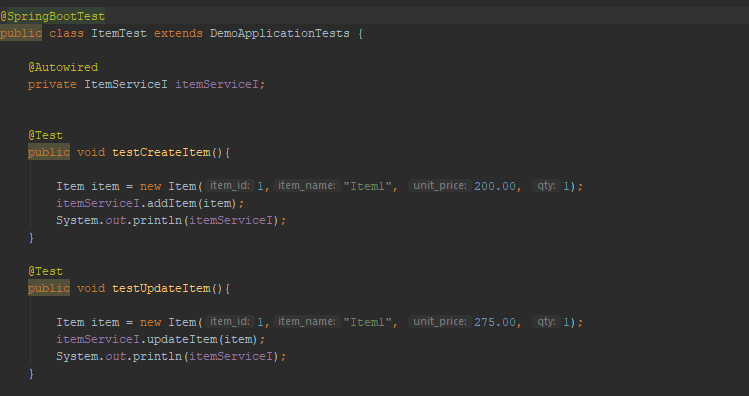 @SpringBootTest
public class ItemTest extends DemoApplicationTests {
@Autowired
private ItemServiceI itemServiceI;
@Test
public void testCreateItem(){
Item item = new Item( item_id: 1, item_name: "Item1", unit_price: 200.00, qty: 1);
itemServiceI.addItem(item);
System.out.println(itemServiceI);
}
@Test
public void testUpdateItem(){
Item item = new Item( item_id: 1, item_name: "Item1", unit_price: 275.00, qty: 1);
itemServiceI.updateItem(item);
System.out.println(itemServiceI);
}